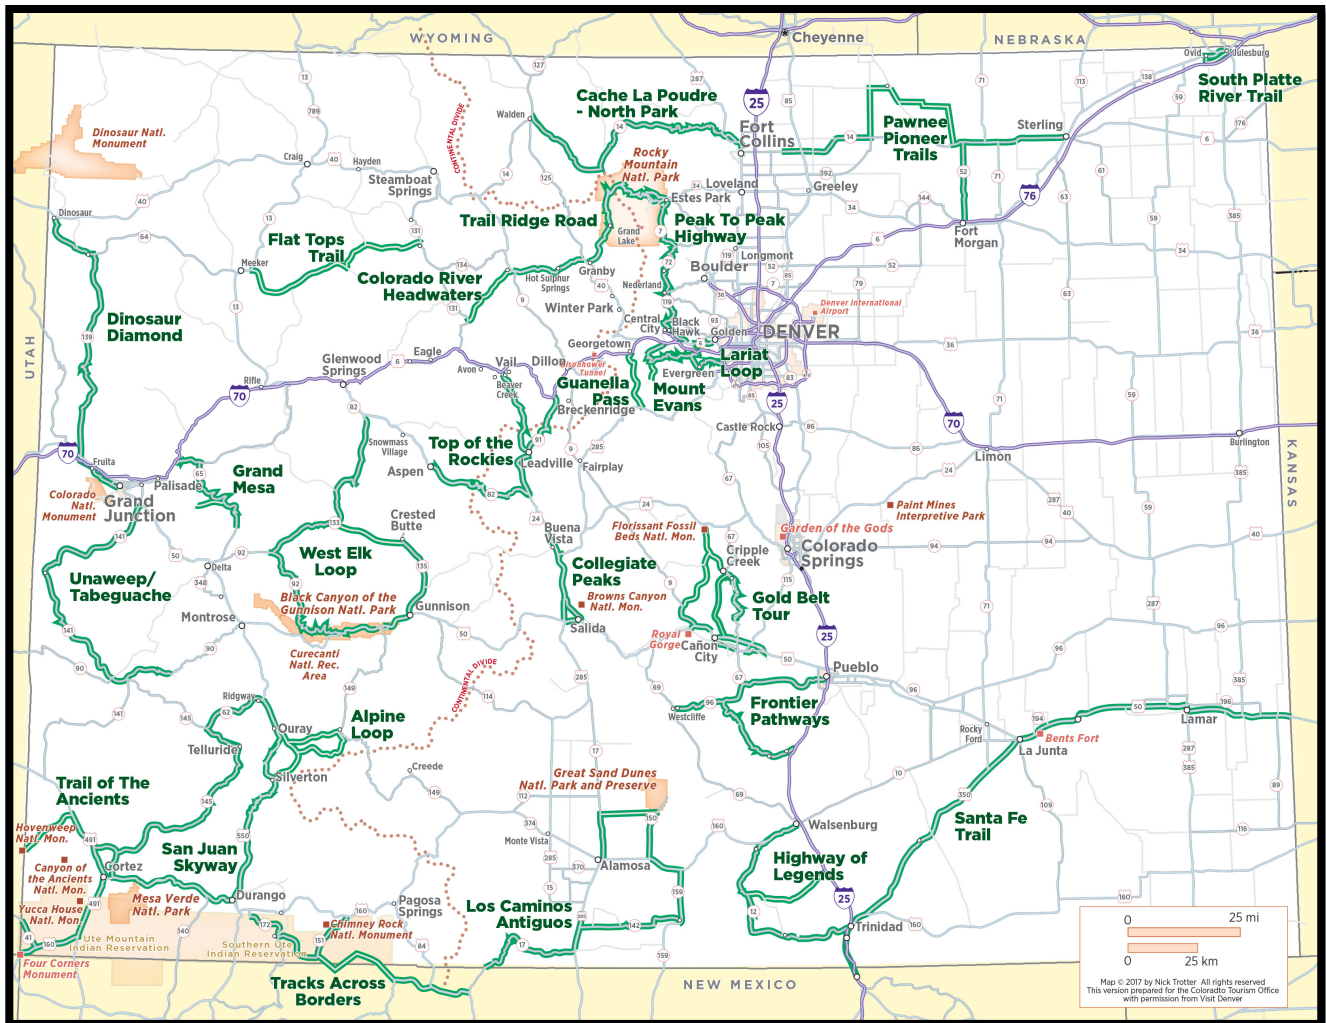 WYOMING
Cheyenne
NEBRASKA
Ovid
Julesburg
South Platte
River Trail
25
76
70
Dinosaur Natl.
Monument
CONTINENTAL DIVIDE
Walden
Cache La Poudre
- North Park
Fort
Collins
Pawnee
Pioneer
Trails
Sterling
Craig
Hayden
Steamboat
Springs
Rocky
Mountain
Natl. Park
Loveland
Greeley
Estes Park
Dinosaur
Trail Ridge Road
Grand
Lake
Peak To Peak
Highway
Fort
Morgan
Flat Tops
Trail
Meeker
Colorado River
Headwaters
Hot Sulphur
Springs
Granby
Longmont
Boulder
Nederland
Winter Park
Denver International
Airport
Dinosaur
Diamond
Central
City
Black
Hawk
Golden
DENVER
UTAH
Glenwood
Springs
Eagle
Vail
Avon
Beaver
Creek
Dillon
Georgetown
Eisenhower
Tunnel
Lariat
Loop
Evergreen
Guanella
Pass
Mount
Evans
Rifle
Breckenridge
Castle Rock
Limon
Burlington
KANSAS
Snowmass
Village
Top of the
Rockies
Aspen
Leadville
Fairplay
Fruita
Palisade
Grand
Mesa
Colorado
Natl.
Monument
Grand
Junction
Crested
Butte
Buena
Vista
Florissant Fossil
Beds Natl. Mon.
Garden of the Gods
Paint Mines
Interpretive Park
Colorado
Springs
West Elk
Loop
Collegiate
Peaks
Cripple
Creek
Unaweep/
Tabeguache
Delta
Montrose
Black Canyon of the
Gunnison Natl. Park
Gunnison
Browns Canyon
Natl. Mon.
Salida
Gold Belt
Tour
Royal
Gorge
Cañon
City
Curecanti
Natl. Rec.
Area
CONTINENTAL DIVIDE
Pueblo
Westcliffe
Frontier
Pathways
Ridgway
Ouray
Alpine
Loop
Telluride
Silverton
Creede
Rocky
Ford
La Junta
Bents Fort
Lamar
Great Sand Dunes
Natl. Park and Preserve
Trail of The
Ancients
Hovenweep
Natl. Mon.
Canyon of
the Ancients
Natl. Mon.
Yucca House
Natl. Mon.
Cortez
San Juan
Skyway
Mesa Verde
Natl. Park
Durango
Monte Vista
Alamosa
Walsenburg
Highway of
Legends
Santa Fe
Trail
Pagosa
Springs
Los Caminos
Antiguos
Trinidad
Ute Mountain
Indian Reservation
Southern Ute
Indian Reservation
Chimney Rock
Natl. Monument
Four Corners
Monument
Tracks Across
Borders
NEW MEXICO
0 25 mi
0 25 km
Map © 2017 by Nick Trotter All rights reserved
This version prepared for the Coloradto Tourism Office
with permission from Visit Denver